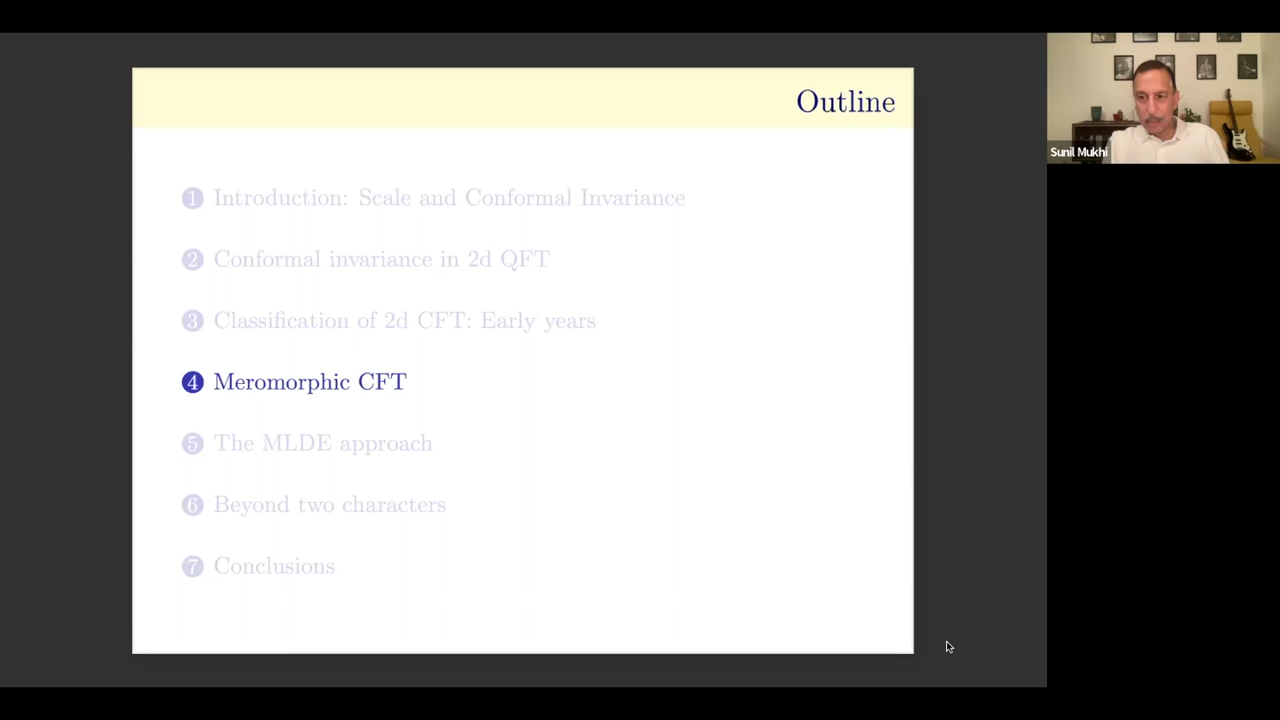 Outline
1 Introduction: Scale and Conformal Invariance
2 Conformal invariance in 2d QFT
3 Classification of 2d CFT: Early years
4 Meromorphic CFT
5 The MLDE approach
6 Beyond two characters
7 Conclusions
Sunil Mukhi